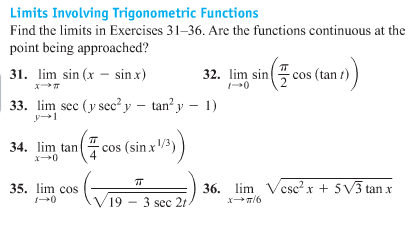 Limits Involving Trigonometric Functions
Find the limits in Exercises 31–36. Are the functions continuous at the
point being approached?
31. lim x→π sin (x − sin x) 32. lim t→0 sin(π/2 cos (tan t))
33. lim y→1 sec (y sec² y − tan² y − 1)
34. lim x→0 tan(π/4 cos (sin x^1/3))
35. lim t→0 cos (π/√19 − 3 sec 2t) 36. lim x→π/6 √csc² x + 5√3 tan x